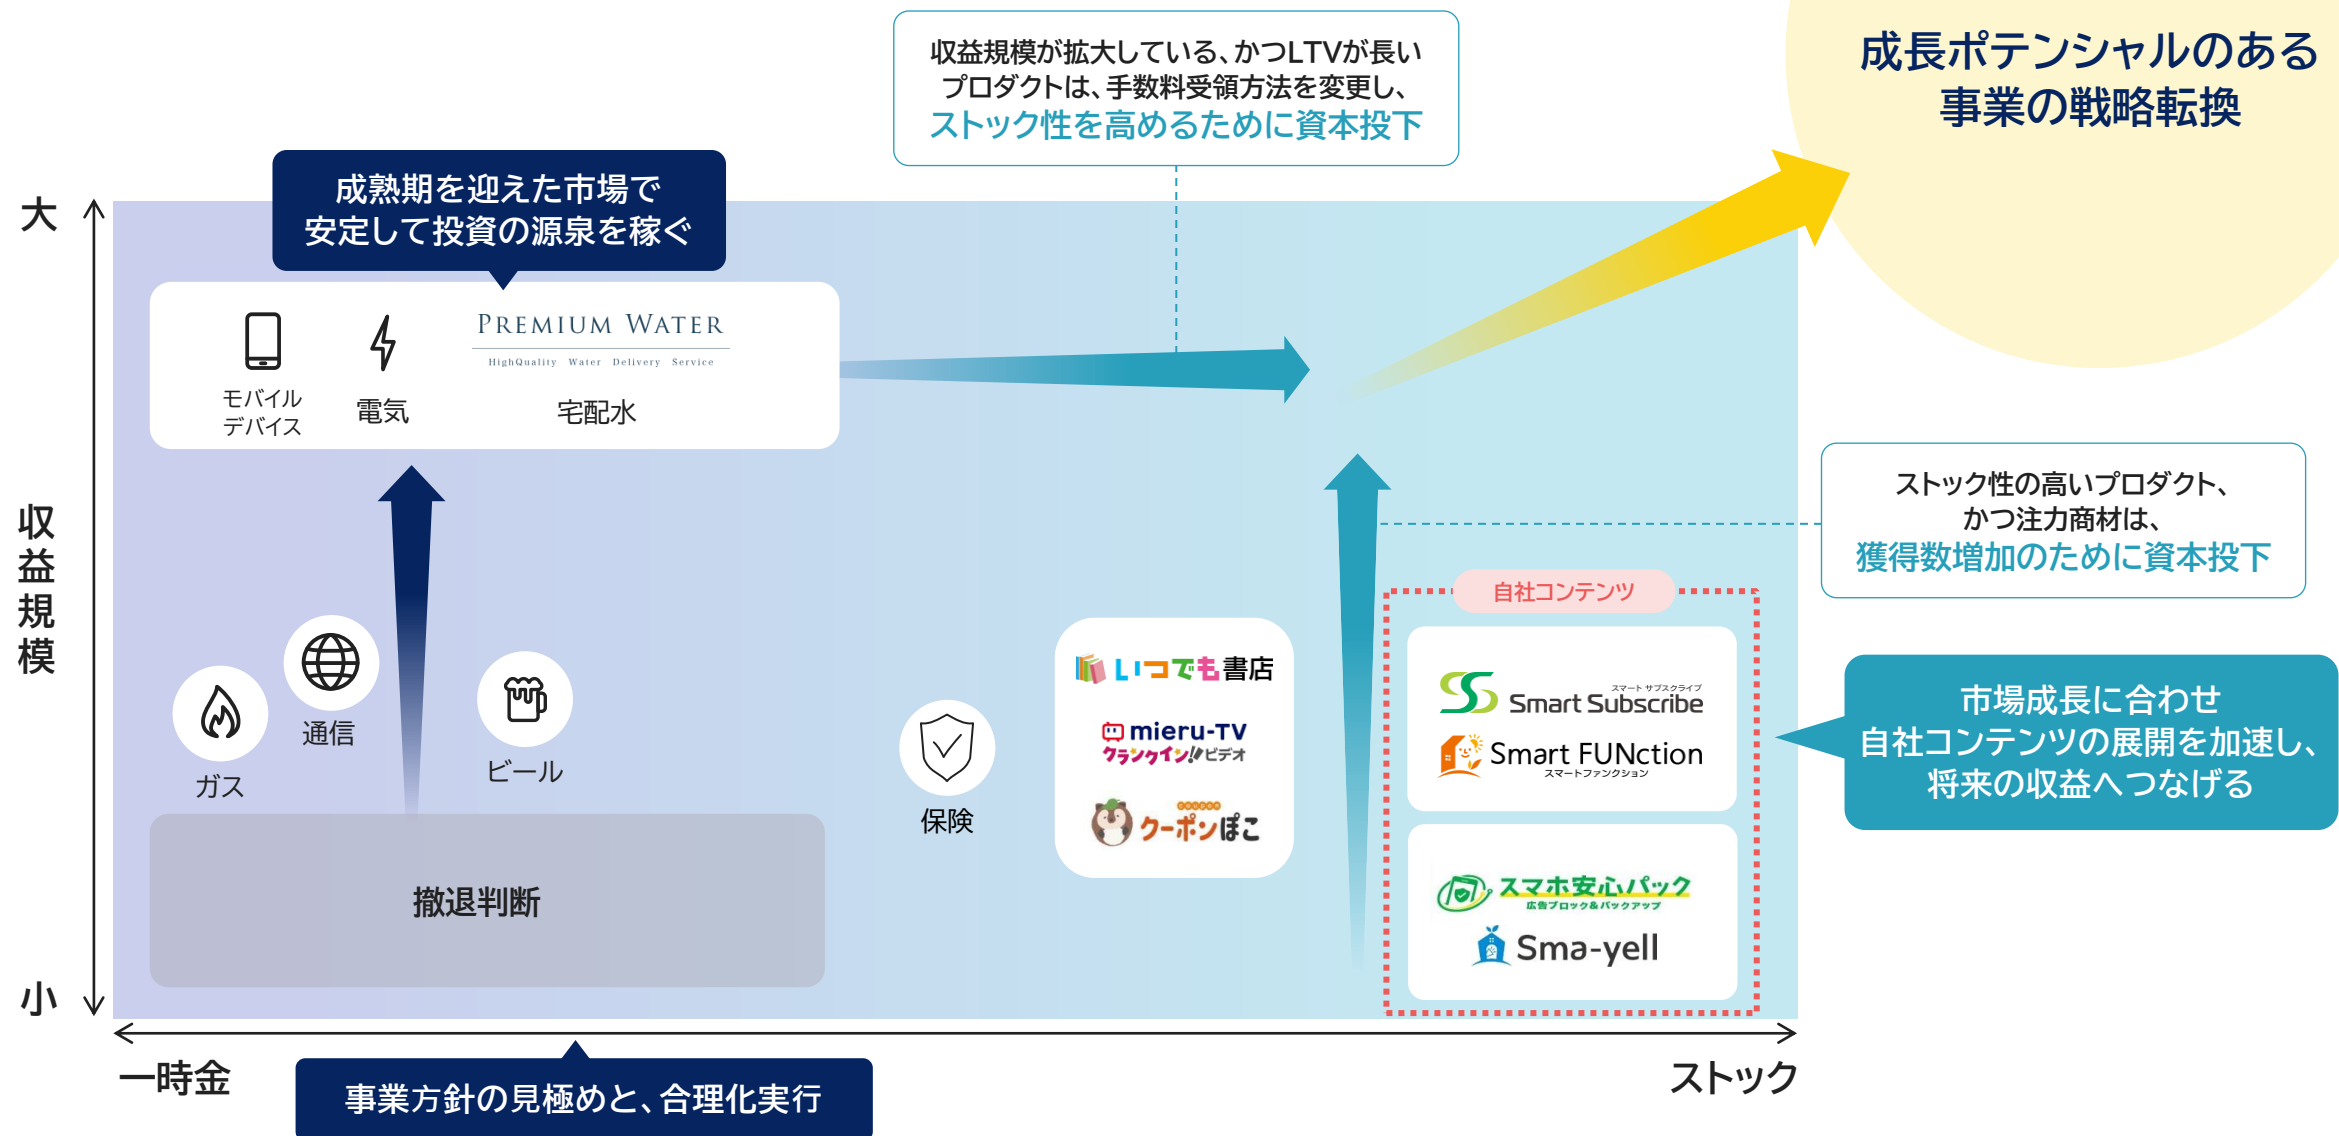 収益規模が拡大している、かつLTVが長い
プロダクトは、手数料受領方法を変更し、
ストック性を高めるために資本投下
成長ポテンシャルのある
事業の戦略転換
成熟期を迎えた市場で
安定して投資の源泉を稼ぐ
大
収益規模
小
モバイル
デバイス
電気
PREMIUM WATER
HighQuality Water Delivery Service
宅配水
ストック性の高いプロダクト、
かつ注力商材は、
獲得数増加のために資本投下
ガス
通信
ビール
保険
いつでも書店
mieru-TV
クランクイン!!ビデオ
coupon
クーポンぽこ
自社コンテンツ
スマート サブスクライブ
Smart Subscribe
Smart FUNction
スマートファンクション
スマホ安心パック
広告ブロック&バックアップ
Sma-yell
市場成長に合わせ
自社コンテンツの展開を加速し、
将来の収益へつなげる
撤退判断
一時金
ストック
事業方針の見極めと、合理化実行